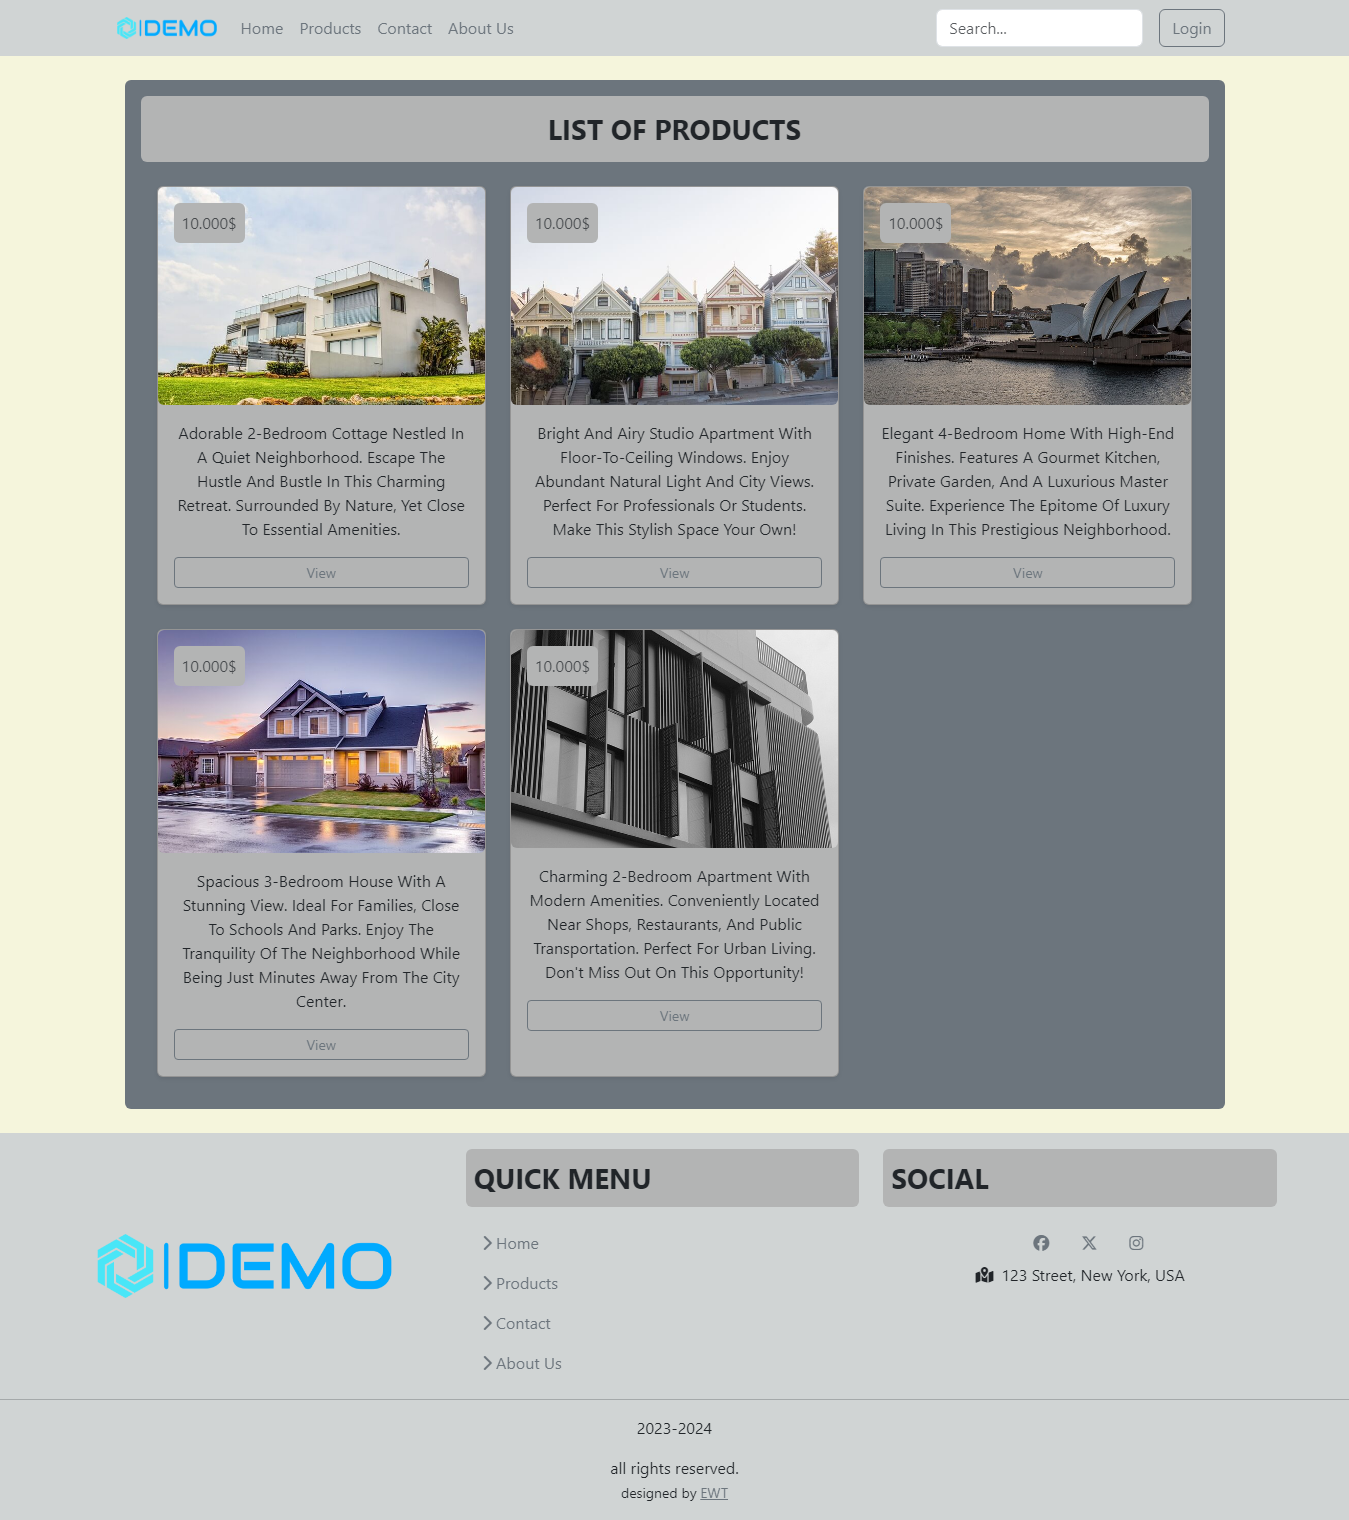 DEMO
Home Products Contact About Us
Search...
Login
LIST OF PRODUCTS
10.000$
Adorable 2-Bedroom Cottage Nestled In
A Quiet Neighborhood. Escape The
Hustle And Bustle In This Charming
Retreat. Surrounded By Nature, Yet Close
To Essential Amenities.
View
10.000$
Bright And Airy Studio Apartment With
Floor-To-Ceiling Windows. Enjoy
Abundant Natural Light And City Views.
Perfect For Professionals Or Students.
Make This Stylish Space Your Own!
View
10.000$
Elegant 4-Bedroom Home With High-End
Finishes. Features A Gourmet Kitchen,
Private Garden, And A Luxurious Master
Suite. Experience The Epitome Of Luxury
Living In This Prestigious Neighborhood.
View
10.000$
Spacious 3-Bedroom House With A
Stunning View. Ideal For Families, Close
To Schools And Parks. Enjoy The
Tranquility Of The Neighborhood While
Being Just Minutes Away From The City
Center.
View
10.000$
Charming 2-Bedroom Apartment With
Modern Amenities. Conveniently Located
Near Shops, Restaurants, And Public
Transportation. Perfect For Urban Living.
Don't Miss Out On This Opportunity!
View
DEMO
QUICK MENU
Home
Products
Contact
About Us
SOCIAL
123 Street, New York, USA
2023-2024
all rights reserved.
designed by EWT